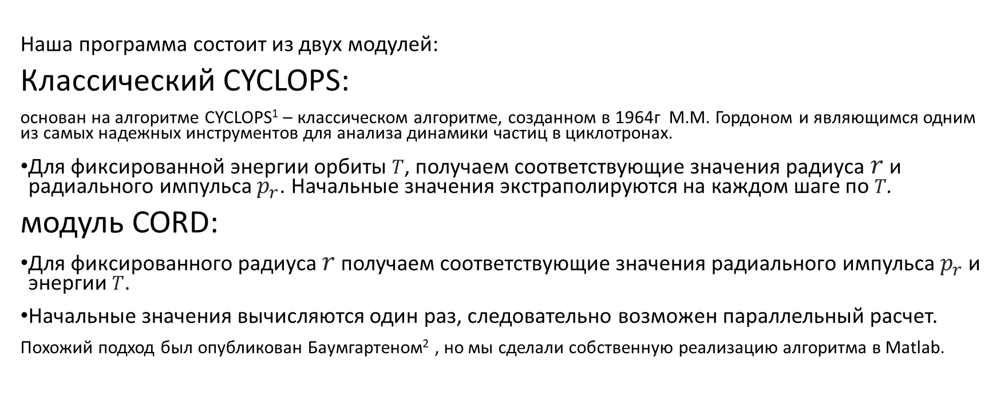 Наша программа состоит из двух модулей:
Классический CYCLOPS:
основан на алгоритме CYCLOPS¹ – классическом алгоритме, созданном в 1964г М.М. Гордоном и являющимся одним
из самых надежных инструментов для анализа динамики частиц в циклотронах.
•Для фиксированной энергии орбиты T, получаем соответствующие значения радиуса r и
радиального импульса pᵣ. Начальные значения экстраполируются на каждом шаге по T.
модуль CORD:
•Для фиксированного радиуса r получаем соответствующие значения радиального импульса pᵣ и
энергии T.
•Начальные значения вычисляются один раз, следовательно возможен параллельный расчет.
Похожий подход был опубликован Баумгартеном² , но мы сделали собственную реализацию алгоритма в Matlab.